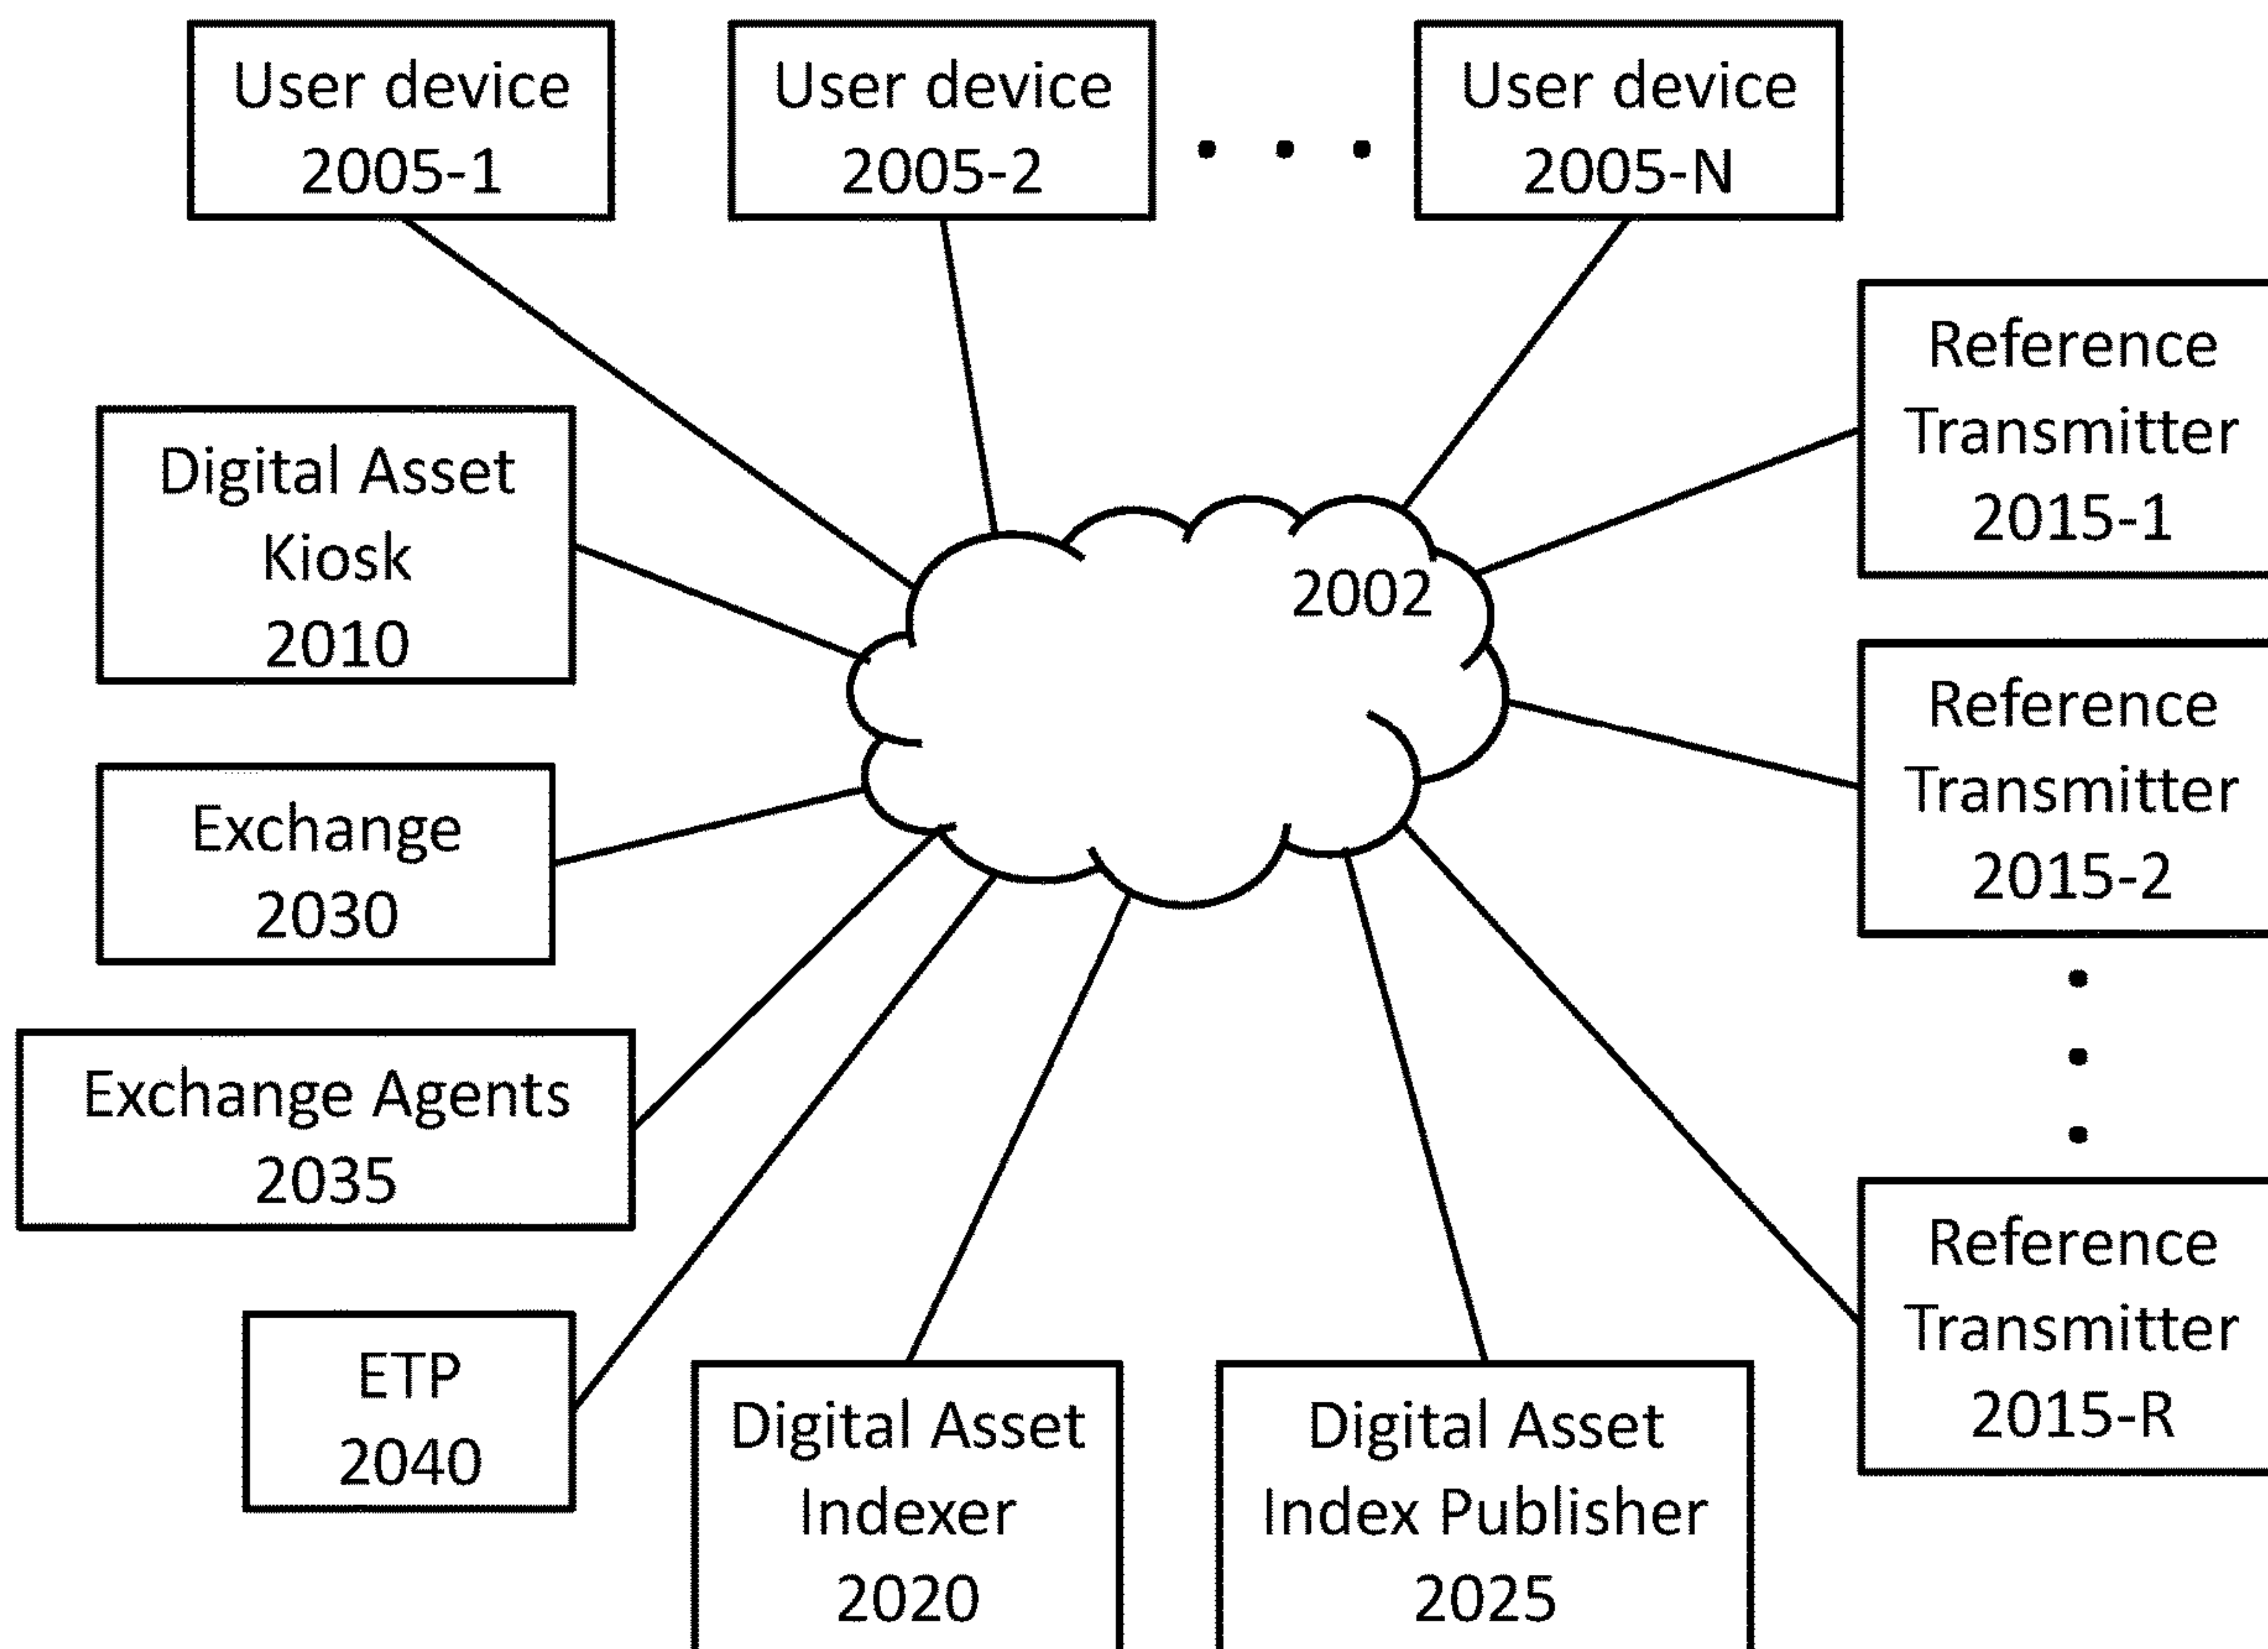 User device
2005-1
User device
2005-2
. . .
User device
2005-N
Reference
Transmitter
2015-1
Digital Asset
Kiosk
2010
2002
Reference
Transmitter
2015-2
Exchange
2030
Exchange Agents
2035
Reference
Transmitter
2015-R
ETP
2040
Digital Asset
Indexer
2020
Digital Asset
Index Publisher
2025